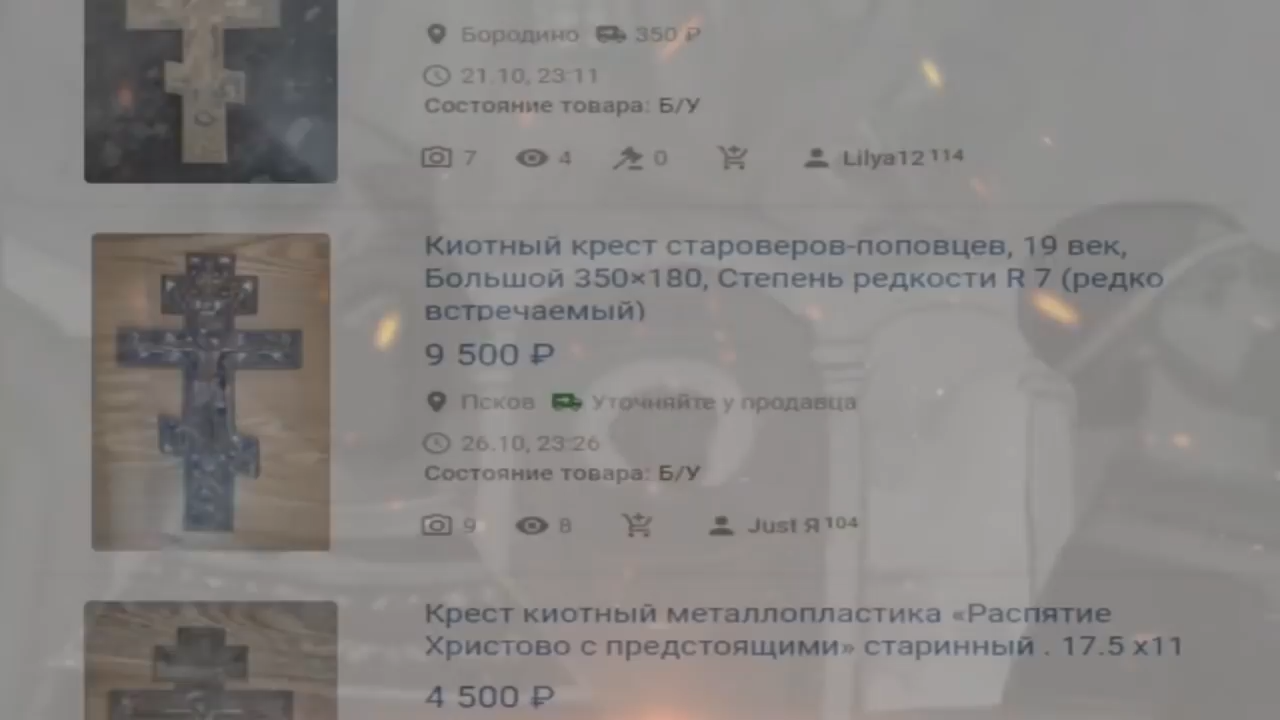 Бородино 350 ₽
21.10, 23:11
Состояние товара: Б/У
7 4 0 Lilya12 114
Киотный крест староверов-поповцев, 19 век,
Большой 350×180, Степень редкости R 7 (редко
встречаемый)
9 500 ₽
Псков Уточняйте у продавца
26.10, 23:26
Состояние товара: Б/У
9 8 Just Я 104
Крест киотный металлопластика «Распятие
Христово с предстоящими» старинный . 17.5 х11
4 500 ₽